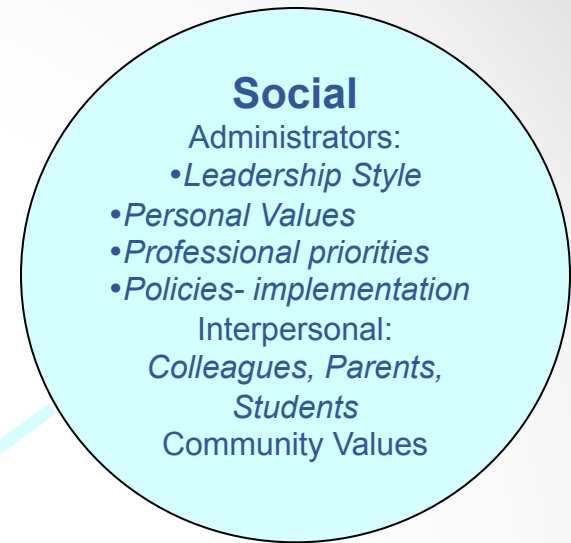 Social
Administrators:
•Leadership Style
•Personal Values
•Professional priorities
•Policies- implementation
Interpersonal:
Colleagues, Parents,
Students
Community Values